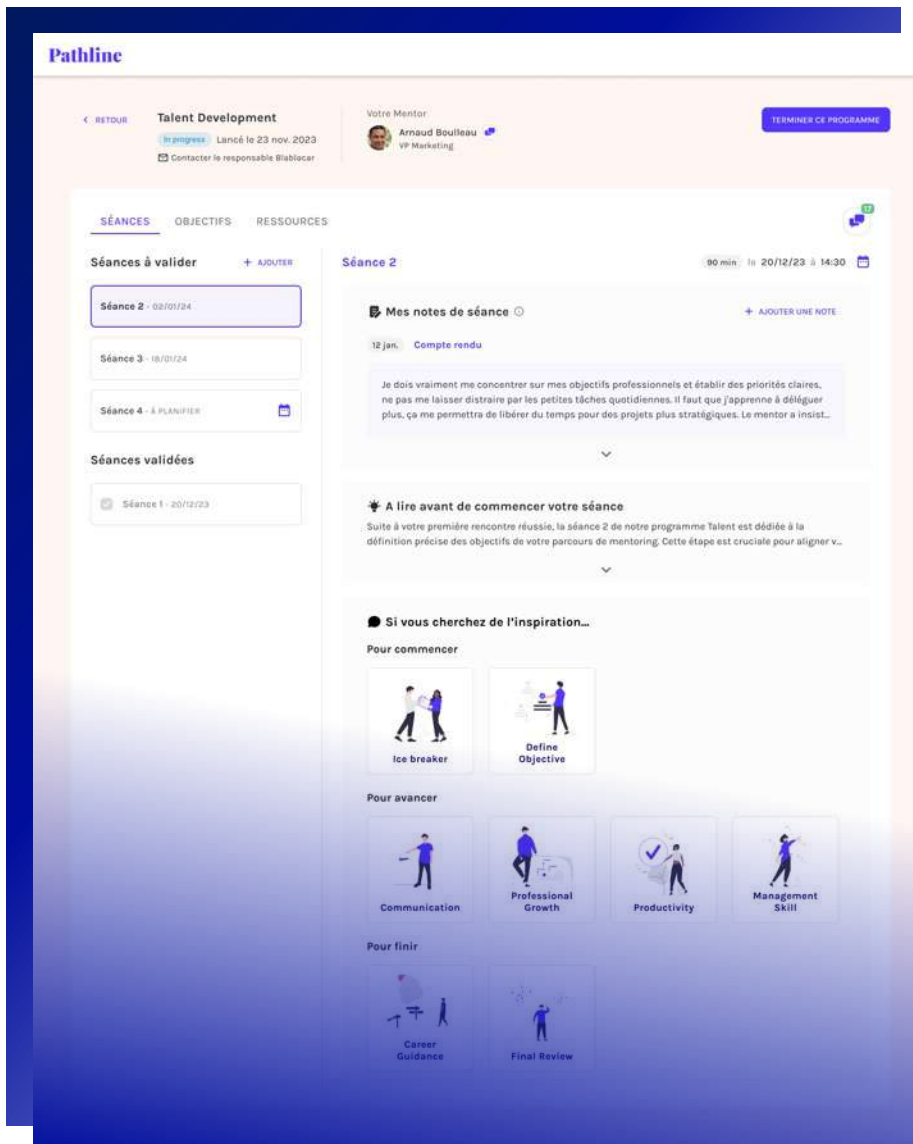 Pathline
RETOUR
Talent Development
In progress Lancé le 23 nov. 2023
Contacter le responsable Blablacar
Votre Mentor
Arnaud Boulleau
VP Marketing
TERMINER CE PROGRAMME
SÉANCES OBJECTIFS RESSOURCES
17
Séances à valider + AJOUTER
Séance 2 - 02/01/24
Séance 3 - 18/01/24
Séance 4 - À PLANIFIER
Séances validées
Séance 1 - 20/12/23
Séance 2
90 min le 20/12/23 à 14:30
Mes notes de séance
+ AJOUTER UNE NOTE
12 jan. Compte rendu
Je dois vraiment me concentrer sur mes objectifs professionnels et établir des priorités claires,
ne pas me laisser distraire par les petites tâches quotidiennes. Il faut que j'apprenne à déléguer
plus, ça me permettra de libérer du temps pour des projets plus stratégiques. Le mentor a insist...
A lire avant de commencer votre séance
Suite à votre première rencontre réussie, la séance 2 de notre programme Talent est dédiée à la
définition précise des objectifs de votre parcours de mentoring. Cette étape est cruciale pour aligner v...
Si vous cherchez de l'inspiration...
Pour commencer
Ice breaker
Define
Objective
Pour avancer
Communication
Professional
Growth
Productivity
Management
Skill
Pour finir
Career
Guidance
Final Review